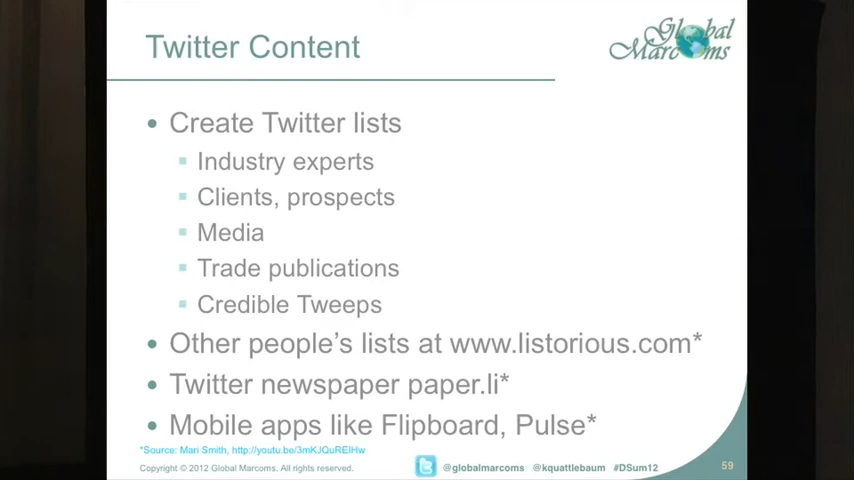 Twitter Content
Global
Marcoms
• Create Twitter lists
▪ Industry experts
▪ Clients, prospects
▪ Media
▪ Trade publications
▪ Credible Tweeps
• Other people's lists at www.listorious.com*
• Twitter newspaper paper.li*
• Mobile apps like Flipboard, Pulse*
*Source: Mari Smith, http://youtu.be/3mKJQuREIHw
Copyright © 2012 Global Marcoms. All rights reserved.
@globalmarcoms @kquattlebaum #DSum12
59